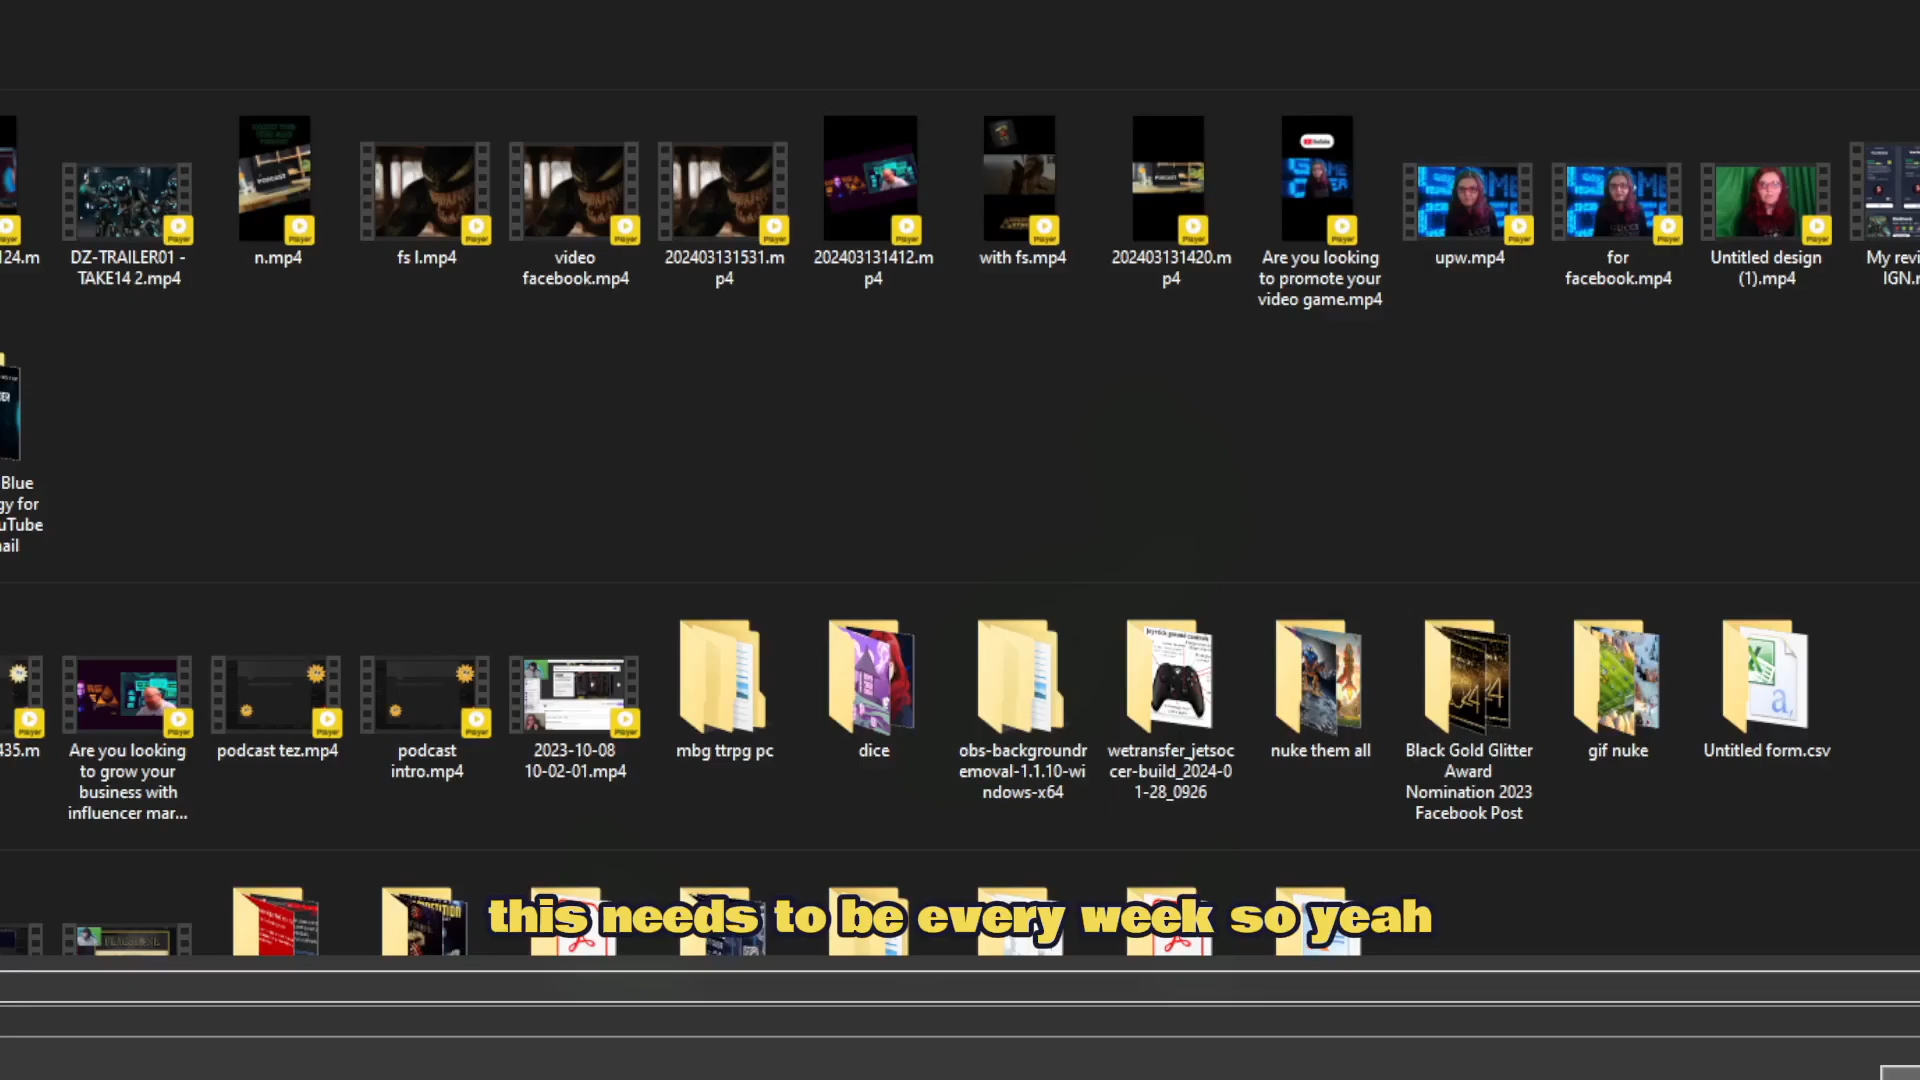 124.m
DZ-TRAILER01 -
TAKE14 2.mp4
n.mp4
fs l.mp4
video
facebook.mp4
202403131531.m
p4
202403131412.m
p4
with fs.mp4
202403131420.m
p4
Are you looking
to promote your
video game.mp4
upw.mp4
for
facebook.mp4
Untitled design
(1).mp4
My revi
IGN.r
Blue
gy for
uTube
nail
435.m
Are you looking
to grow your
business with
influencer mar...
podcast tez.mp4
podcast
intro.mp4
2023-10-08
10-02-01.mp4
mbg ttrpg pc
dice
obs-backgroundr
emoval-1.1.10-wi
ndows-x64
wetransfer_jetsoc
cer-build_2024-0
1-28_0926
nuke them all
Black Gold Glitter
Award
Nomination 2023
Facebook Post
gif nuke
Untitled form.csv
this needs to be every week so yeah